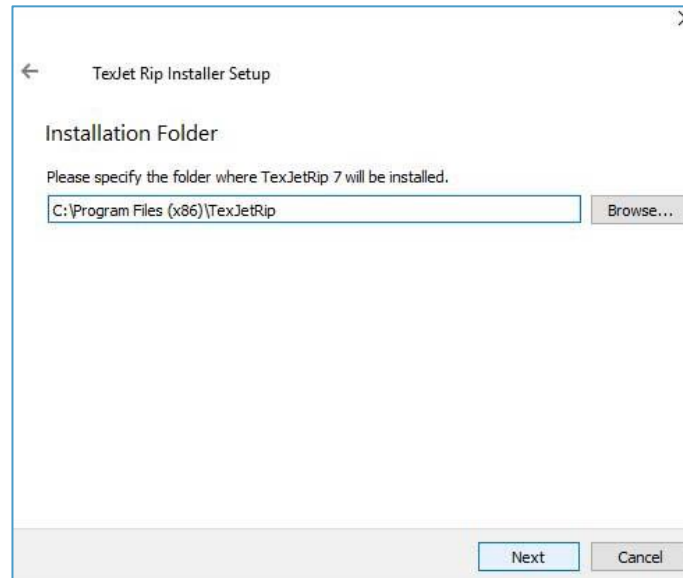 TexJet Rip Installer Setup
Installation Folder
Please specify the folder where TexJetRip 7 will be installed.
C:\Program Files (x86)\TexJetRip
Browse...
Next
Cancel